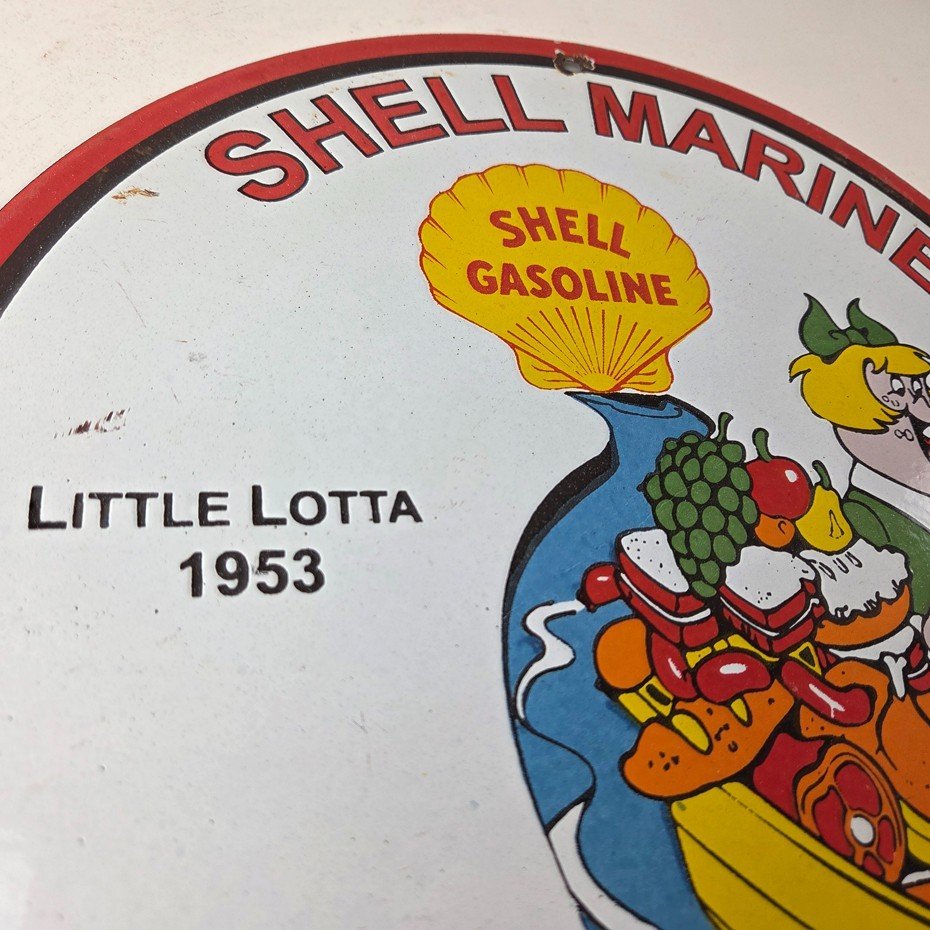 SHELL MARINE
SHELL
GASOLINE
LITTLE LOTTA
1953